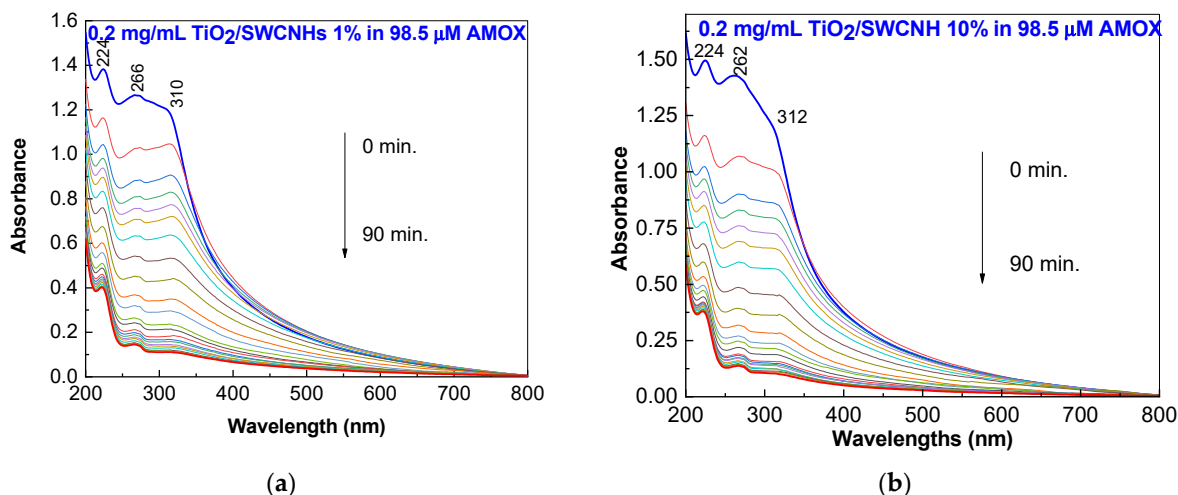 0.2 mg/mL TiO2/SWCNHs 1% in 98.5 μM AMOX
224
266
310
0 min.
90 min.
Absorbance
1.6
1.4
1.2
1.0
0.8
0.6
0.4
0.2
0.0
200 300 400 500 600 700 800
Wavelength (nm)
(a)
0.2 mg/mL TiO2/SWCNH 10% in 98.5 μM AMOX
224
262
312
0 min.
90 min.
Absorbance
1.50
1.25
1.00
0.75
0.50
0.25
0.00
200 300 400 500 600 700 800
Wavelengths (nm)
(b)